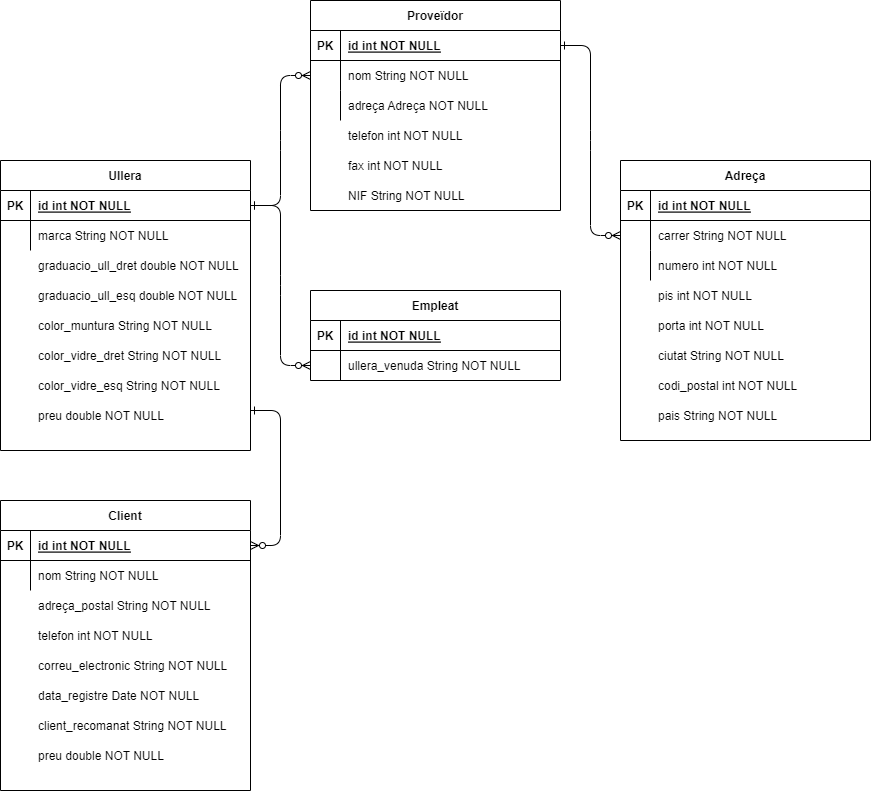 Proveïdor
PK id int NOT NULL
nom String NOT NULL
adreça Adreça NOT NULL
telefon int NOT NULL
fax int NOT NULL
NIF String NOT NULL
Ullera
PK id int NOT NULL
marca String NOT NULL
graduacio_ull_dret double NOT NULL
graduacio_ull_esq double NOT NULL
color_muntura String NOT NULL
color_vidre_dret String NOT NULL
color_vidre_esq String NOT NULL
preu double NOT NULL
Adreça
PK id int NOT NULL
carrer String NOT NULL
numero int NOT NULL
pis int NOT NULL
porta int NOT NULL
ciutat String NOT NULL
codi_postal int NOT NULL
pais String NOT NULL
Empleat
PK id int NOT NULL
ullera_venuda String NOT NULL
Client
PK id int NOT NULL
nom String NOT NULL
adreça_postal String NOT NULL
telefon int NOT NULL
correu_electronic String NOT NULL
data_registre Date NOT NULL
client_recomanat String NOT NULL
preu double NOT NULL